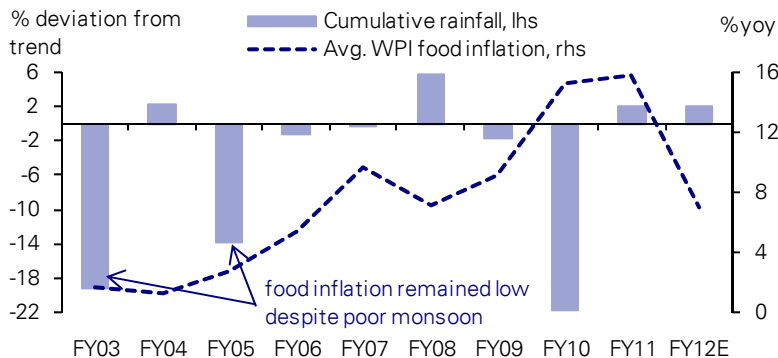 % deviation from
trend
Cumulative rainfall, lhs
Avg. WPI food inflation, rhs
%yoy
6
2
-2
-6
-10
-14
-18
-22
16
12
8
4
0
food inflation remained low
despite poor monsoon
FY03 FY04 FY05 FY06 FY07 FY08 FY09 FY10 FY11 FY12E